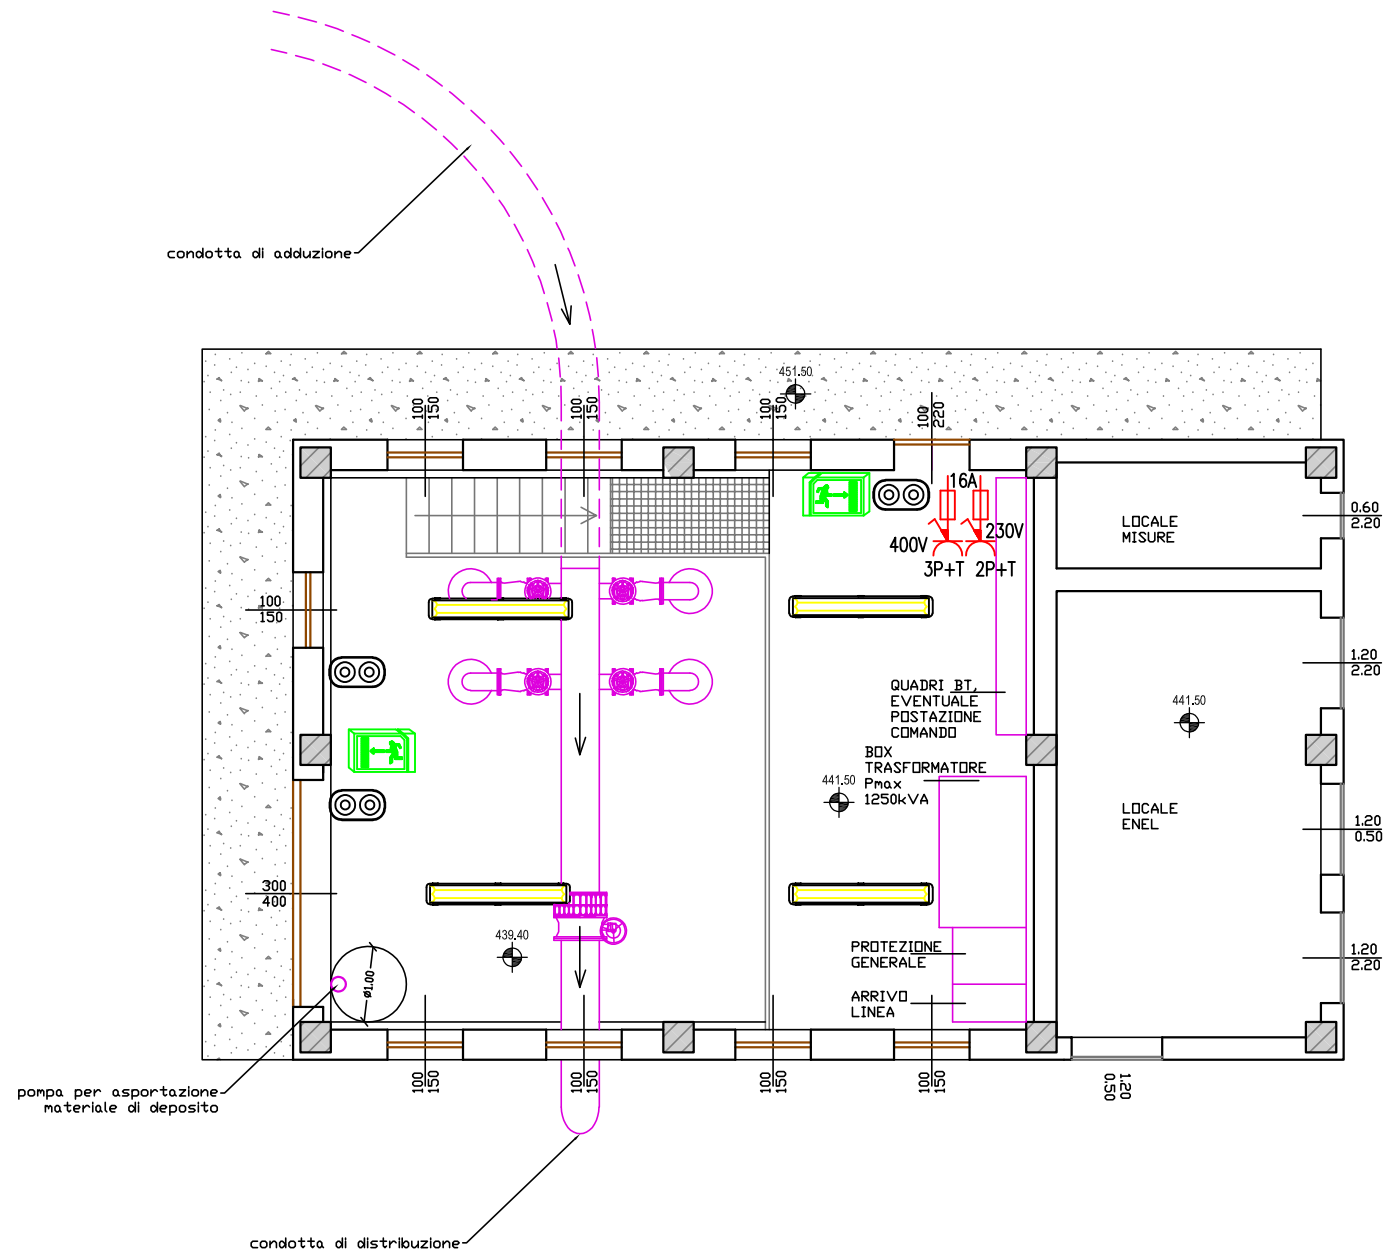 condotta di adduzione
451.50
100
150
100
150
100
150
100
220
16A
400V
230V
3P+T
2P+T
LOCALE
MISURE
0.60
2.20
100
150
1.20
2.20
QUADRI BT,
EVENTUALE
POSTAZIONE
COMANDO
441.50
BOX
TRASFORMATORE
Pmax
1250kVA
441.50
LOCALE
ENEL
1.20
0.50
300
400
439.40
PROTEZIONE
GENERALE
1.20
2.20
ø1.00
ARRIVO
LINEA
100
150
100
150
100
150
100
150
1.20
0.50
pompa per asportazione
materiale di deposito
condotta di distribuzione